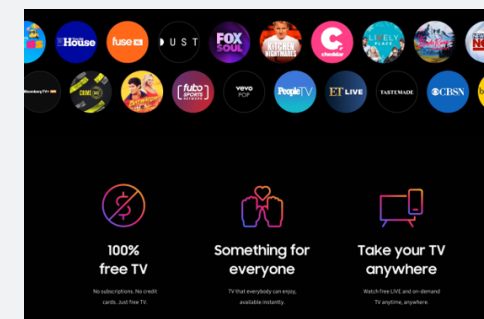 House
fuse
DUST
FOX
SOUL
KITCHEN
NIGHTMARES
C,
cheddar
LIVELY
PLACE
Bloomberg TV+
CRIME
fubo
SPORTS
NETWORK
vevo
POP
PeopleTV
ET LIVE
TASTEMADE
CBSN
100%
free TV
Something for
everyone
Take your TV
anywhere
No subscriptions. No credit
cards. Just free TV.
TV that everybody can enjoy,
available instantly.
Watch free LIVE and on-demand
TV anytime, anywhere.